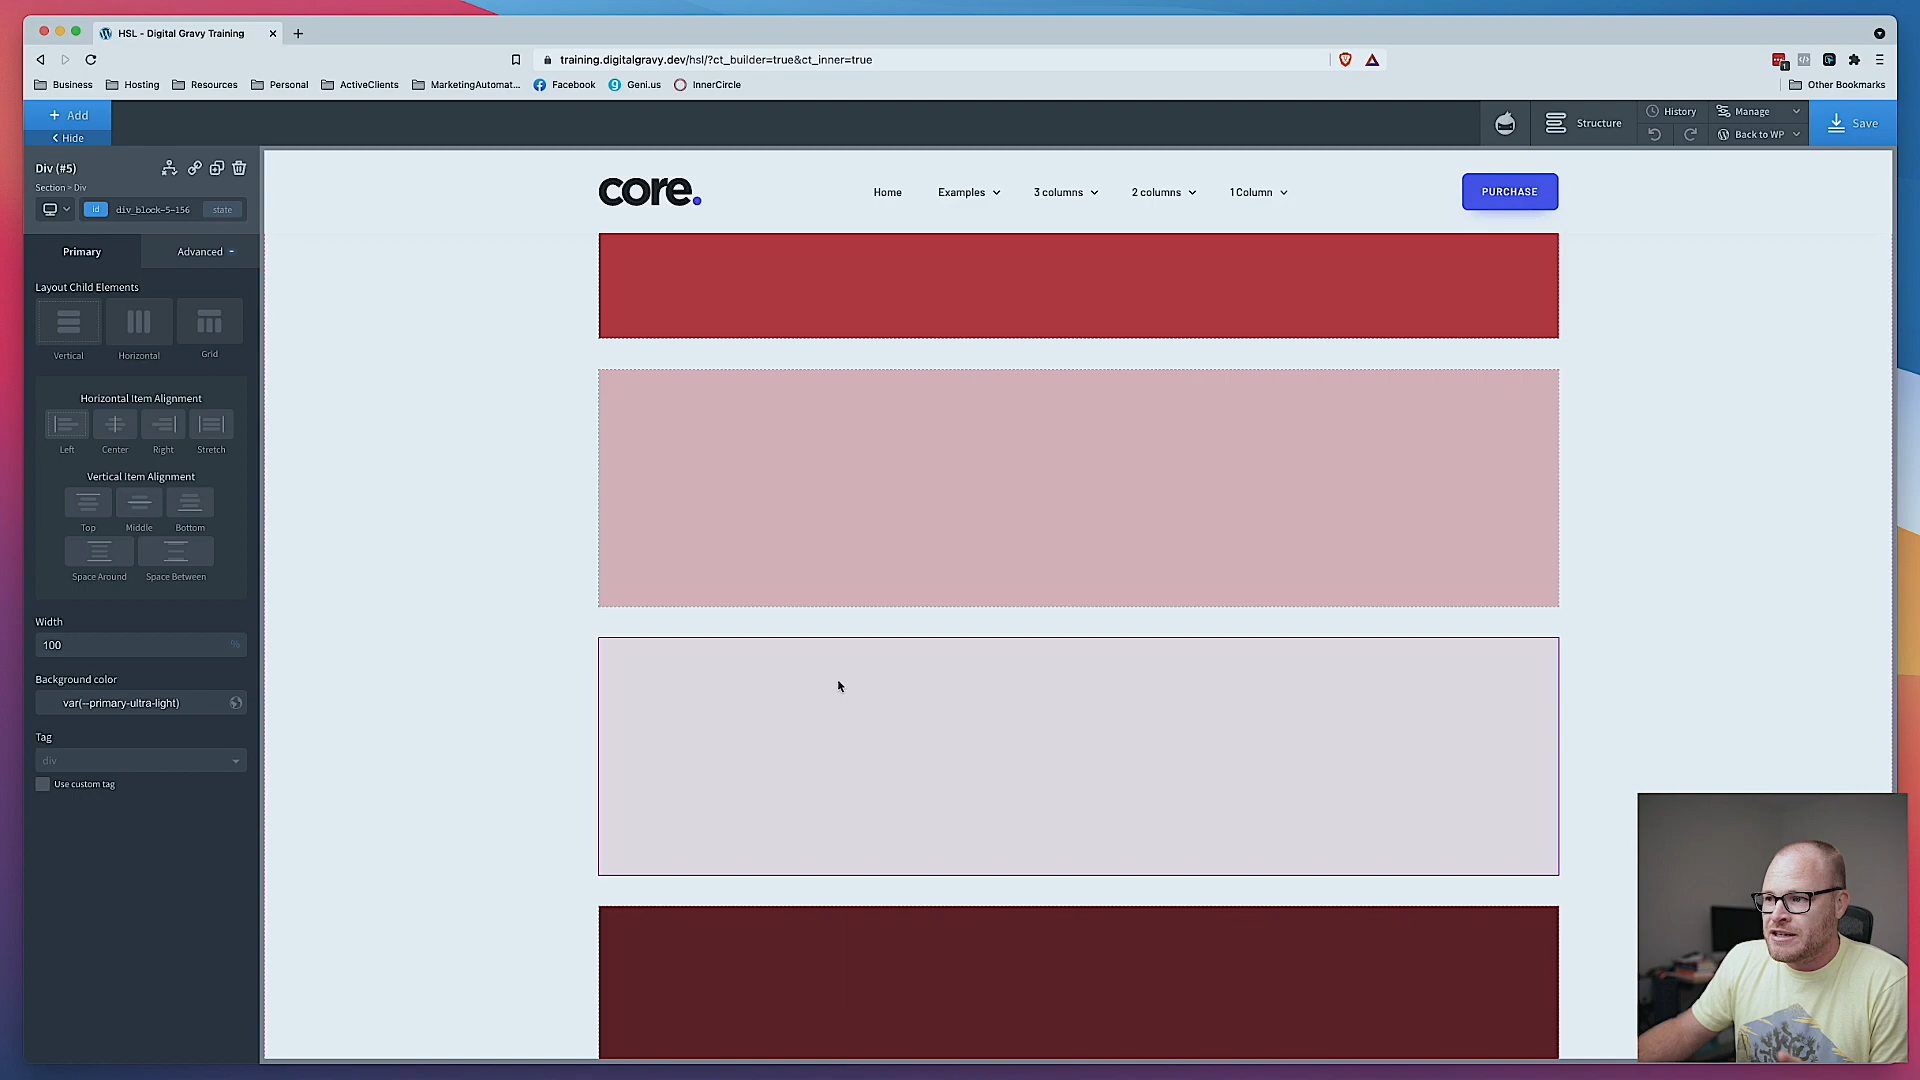 HSL - Digital Gravy Training
training.digitalgravy.dev/hsl/?ct_builder=true&ct_inner=true
Business
Hosting
Resources
Personal
ActiveClients
MarketingAutomat...
Facebook
Geni.us
InnerCircle
Other Bookmarks
+ Add
Hide
Structure
History
Manage
Back to WP
Save
Div (#5)
Section > Div
id
div_block-5-156
state
Primary
Advanced
Layout Child Elements
Vertical
Horizontal
Grid
Horizontal Item Alignment
Left
Center
Right
Stretch
Vertical Item Alignment
Top
Middle
Bottom
Space Around
Space Between
Width
100
%
Background color
var(--primary-ultra-light)
Tag
div
Use custom tag
core.
Home
Examples
3 columns
2 columns
1 Column
PURCHASE